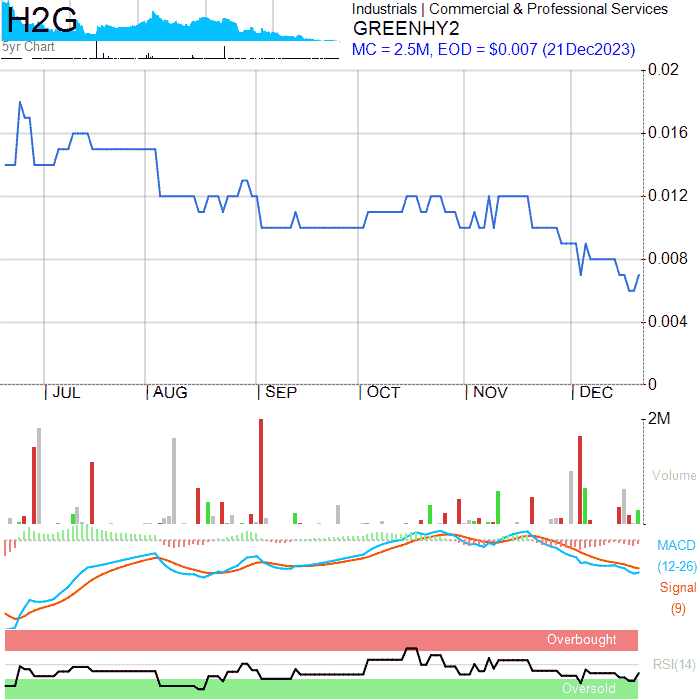 H2G
5yr Chart
Industrials | Commercial & Professional Services
GREENHY2
MC = 2.5M, EOD = $0.007 (21Dec2023)
0.02
0.016
0.012
0.008
0.004
0
JUL AUG SEP OCT NOV DEC
2M
Volume
MACD
(12-26)
Signal
(9)
Overbought
RSI(14)
Oversold